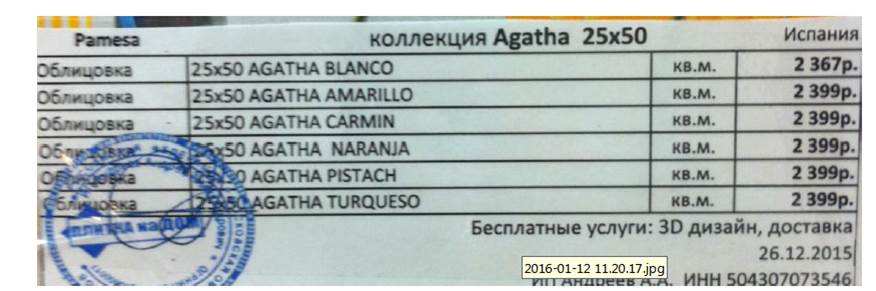 Pamesa коллекция Agatha 25x50 Испания
Облицовка 25x50 AGATHA BLANCO кв.м. 2 367р.
Облицовка 25x50 AGATHA AMARILLO кв.м. 2 399р.
Облицовка 25x50 AGATHA CARMIN кв.м. 2 399р.
Облицовка 25x50 AGATHA NARANJA кв.м. 2 399р.
Облицовка 25x50 AGATHA PISTACH кв.м. 2 399р.
Облицовка 25x50 AGATHA TURQUESO кв.м. 2 399р.
ПЛИТКА на ДОМ
Бесплатные услуги: 3D дизайн, доставка
26.12.2015
2016-01-12 11.20.17.jpg
ИП Андреев А.А. ИНН 504307073546